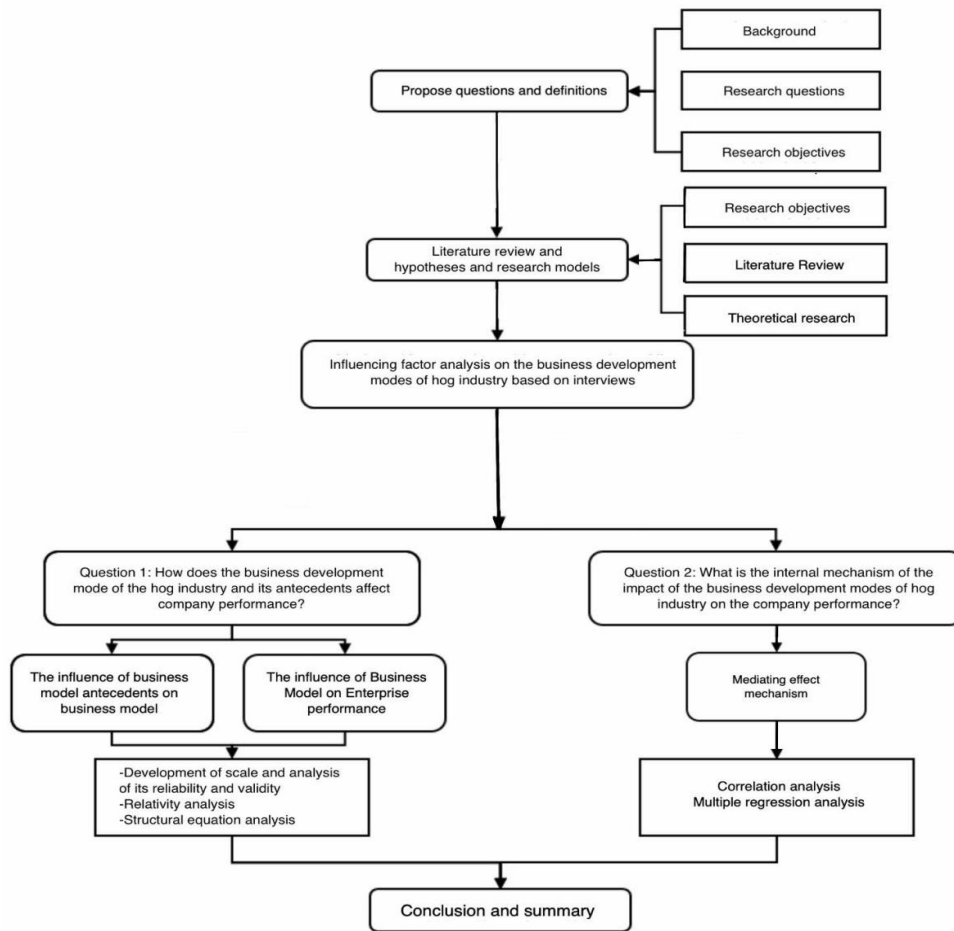 Background
Propose questions and definitions
Research questions
Research objectives
Research objectives
Literature review and
hypotheses and research models
Literature Review
Theoretical research
Influencing factor analysis on the business development
modes of hog industry based on interviews
Question 1: How does the business development
mode of the hog industry and its antecedents affect
company performance?
Question 2: What is the internal mechanism of the
impact of the business development modes of hog
industry on the company performance?
The influence of business
model antecedents on
business model
The influence of Business
Model on Enterprise
performance
Mediating effect
mechanism
-Development of scale and analysis
of its reliability and validity
-Relativity analysis
-Structural equation analysis
Correlation analysis
Multiple regression analysis
Conclusion and summary